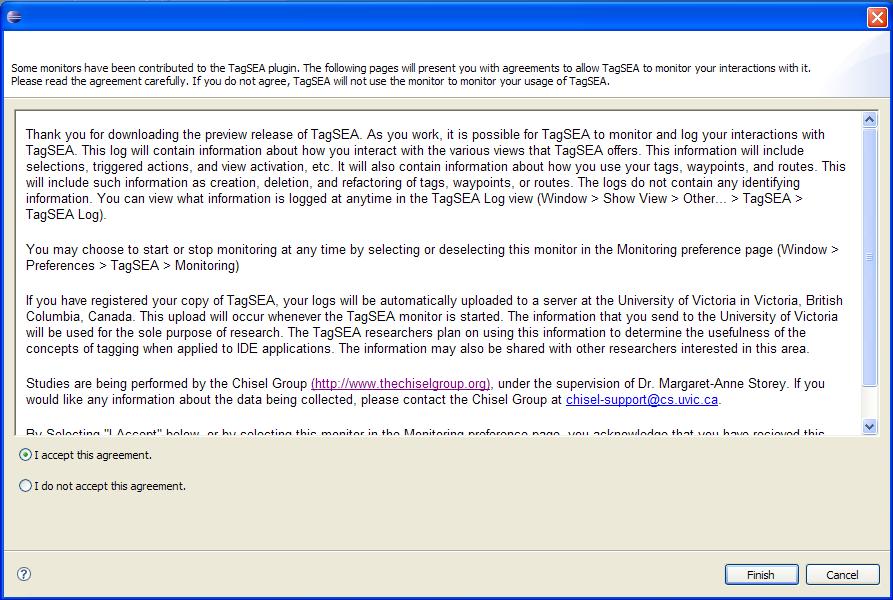 Some monitors have been contributed to the TagSEA plugin. The following pages will present you with agreements to allow TagSEA to monitor your interactions with it.
Please read the agreement carefully. If you do not agree, TagSEA will not use the monitor to monitor your usage of TagSEA.
Thank you for downloading the preview release of TagSEA. As you work, it is possible for TagSEA to monitor and log your interactions with
TagSEA. This log will contain information about how you interact with the various views that TagSEA offers. This information will include
selections, triggered actions, and view activation, etc. It will also contain information about how you use your tags, waypoints, and routes. This
will include such information as creation, deletion, and refactoring of tags, waypoints, or routes. The logs do not contain any identifying
information. You can view what information is logged at anytime in the TagSEA Log view (Window > Show View > Other... > TagSEA >
TagSEA Log).
You may choose to start or stop monitoring at any time by selecting or deselecting this monitor in the Monitoring preference page (Window >
Preferences > TagSEA > Monitoring)
If you have registered your copy of TagSEA, your logs will be automatically uploaded to a server at the University of Victoria in Victoria, British
Columbia, Canada. This upload will occur whenever the TagSEA monitor is started. The information that you send to the University of Victoria
will be used for the sole purpose of research. The TagSEA researchers plan on using this information to determine the usefulness of the
concepts of tagging when applied to IDE applications. The information may also be shared with other researchers interested in this area.
Studies are being performed by the Chisel Group (http://www.thechiselgroup.org), under the supervision of Dr. Margaret-Anne Storey. If you
would like any information about the data being collected, please contact the Chisel Group at chisel-support@cs.uvic.ca.
By Selecting "I Accept" below, or by selecting this monitor in the Monitoring preference page, you acknowledge that you have recieved this
I accept this agreement.
I do not accept this agreement.
?
Finish
Cancel